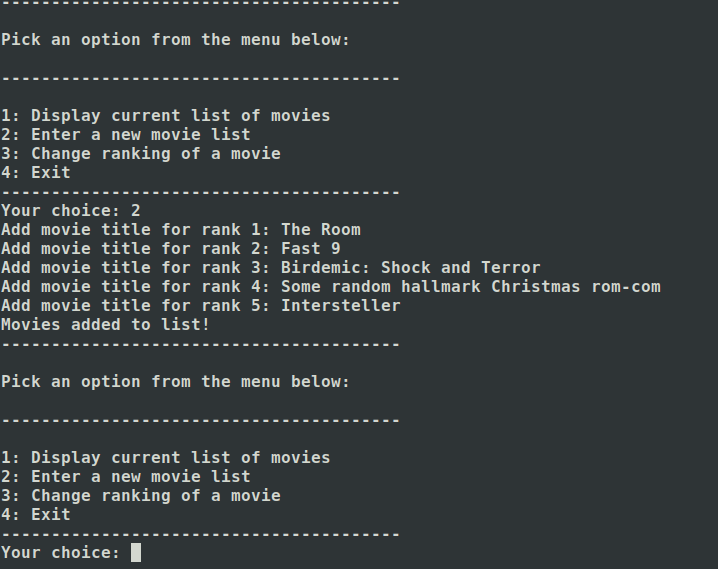 ----------------------------------------
Pick an option from the menu below:
----------------------------------------
1: Display current list of movies
2: Enter a new movie list
3: Change ranking of a movie
4: Exit
----------------------------------------
Your choice: 2
Add movie title for rank 1: The Room
Add movie title for rank 2: Fast 9
Add movie title for rank 3: Birdemic: Shock and Terror
Add movie title for rank 4: Some random hallmark Christmas rom-com
Add movie title for rank 5: Intersteller
Movies added to list!
----------------------------------------
Pick an option from the menu below:
----------------------------------------
1: Display current list of movies
2: Enter a new movie list
3: Change ranking of a movie
4: Exit
----------------------------------------
Your choice: